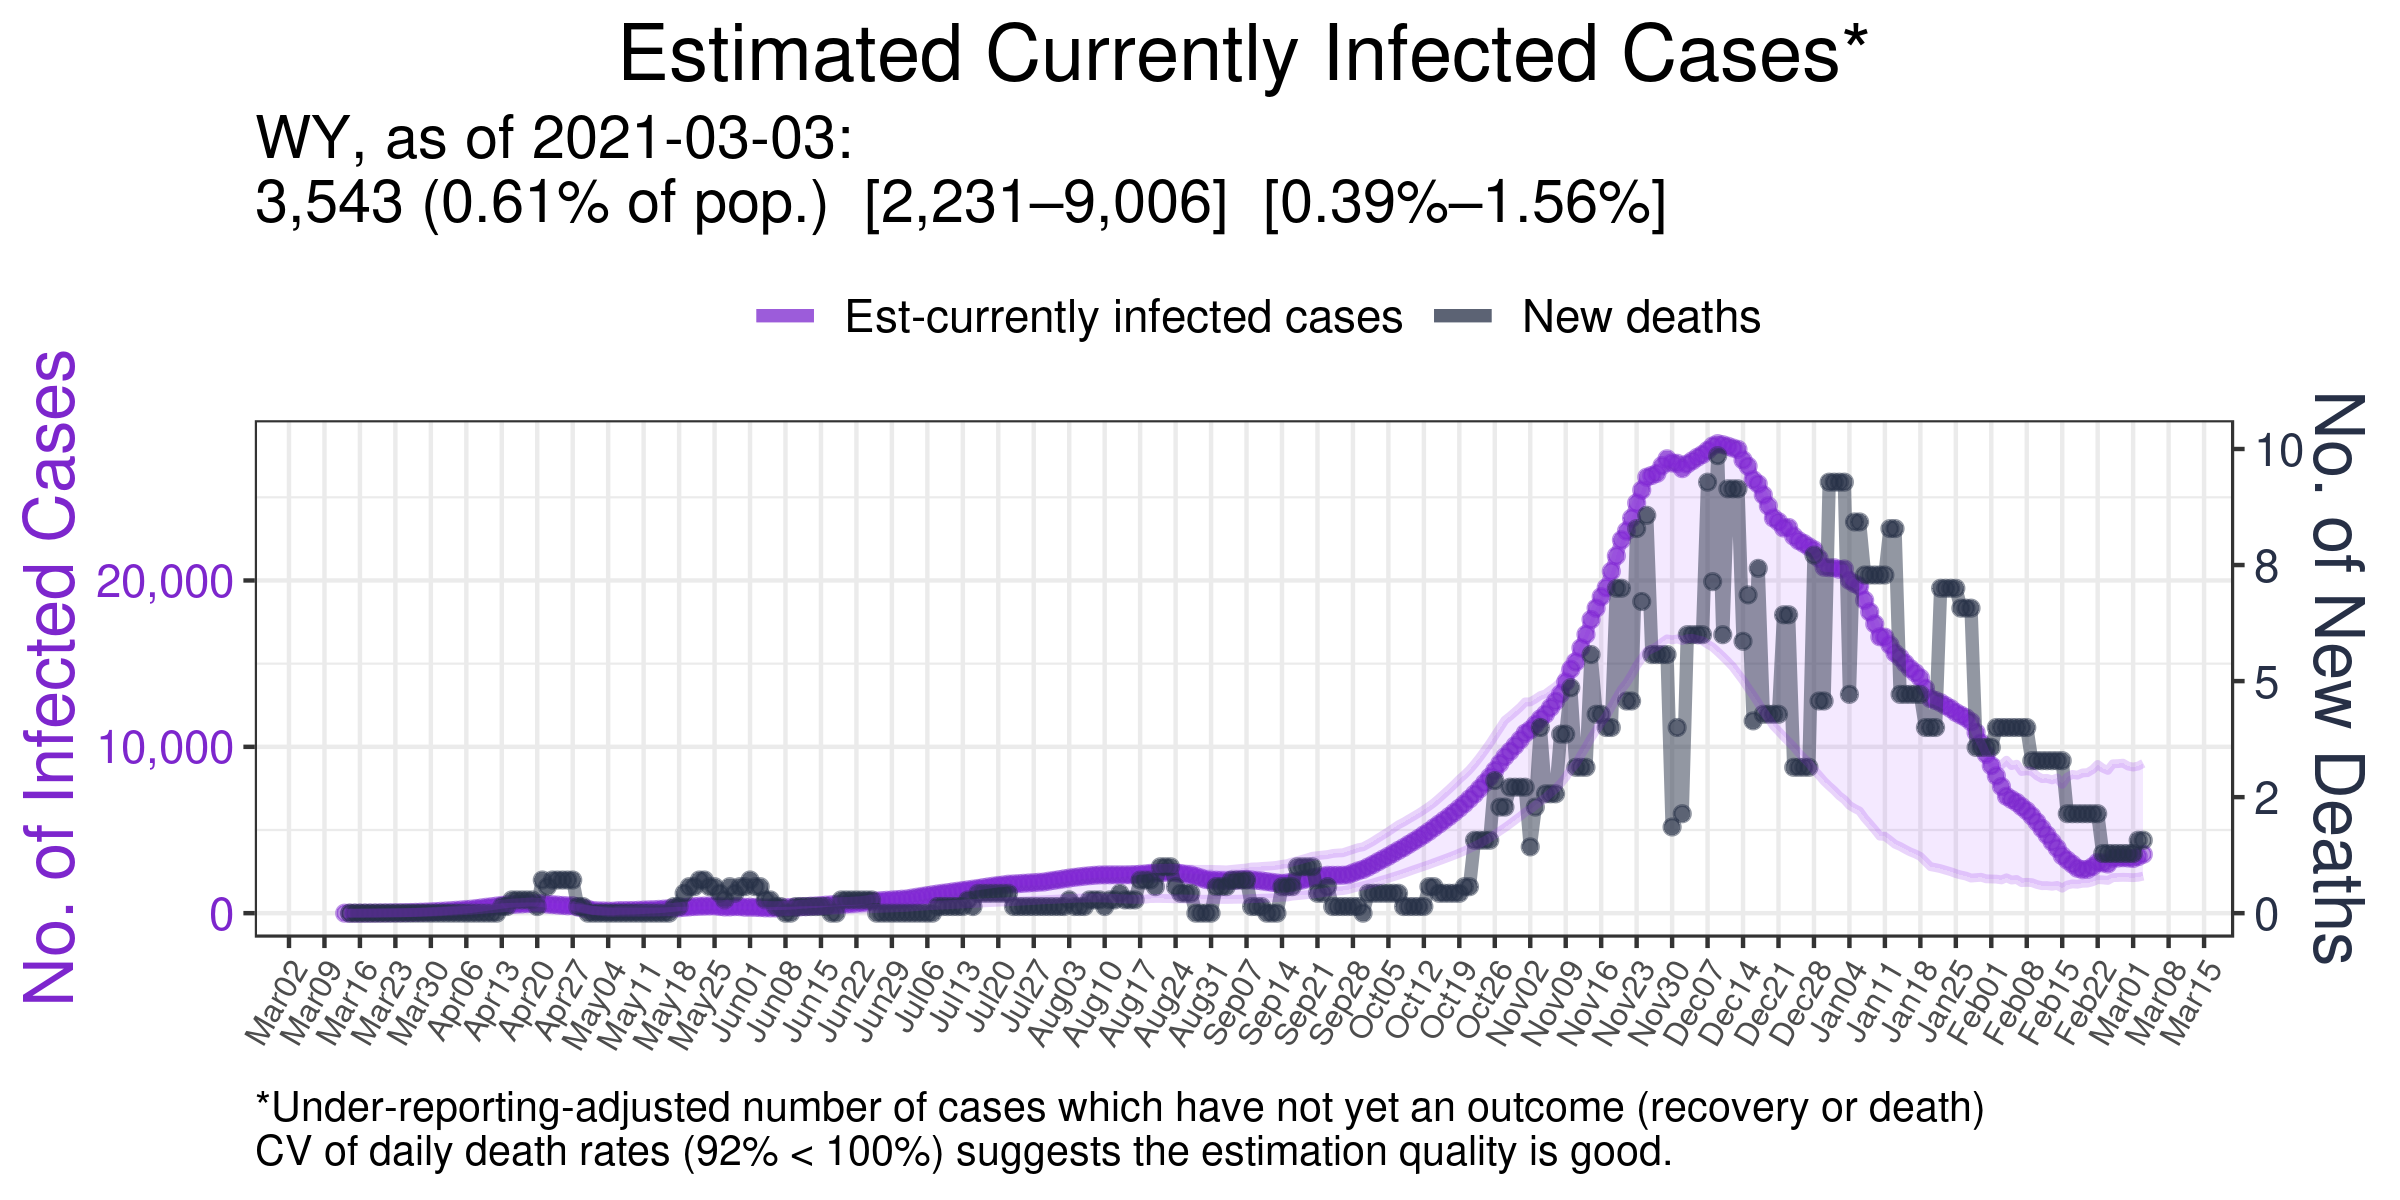 Estimated Currently Infected Cases*
WY, as of 2021-03-03:
3,543 (0.61% of pop.)  [2,231–9,006]  [0.39%–1.56%]
Est-currently infected cases
New deaths
No. of Infected Cases
20,000
10,000
0
10
8
5
2
0
No. of New Deaths
Mar02
Mar09
Mar16
Mar23
Mar30
Apr06
Apr13
Apr20
Apr27
May04
May11
May18
May25
Jun01
Jun08
Jun15
Jun22
Jun29
Jul06
Jul13
Jul20
Jul27
Aug03
Aug10
Aug17
Aug24
Aug31
Sep07
Sep14
Sep21
Sep28
Oct05
Oct12
Oct19
Oct26
Nov02
Nov09
Nov16
Nov23
Nov30
Dec07
Dec14
Dec21
Dec28
Jan04
Jan11
Jan18
Jan25
Feb01
Feb08
Feb15
Feb22
Mar01
Mar08
Mar15
*Under-reporting-adjusted number of cases which have not yet an outcome (recovery or death)
CV of daily death rates (92% < 100%) suggests the estimation quality is good.